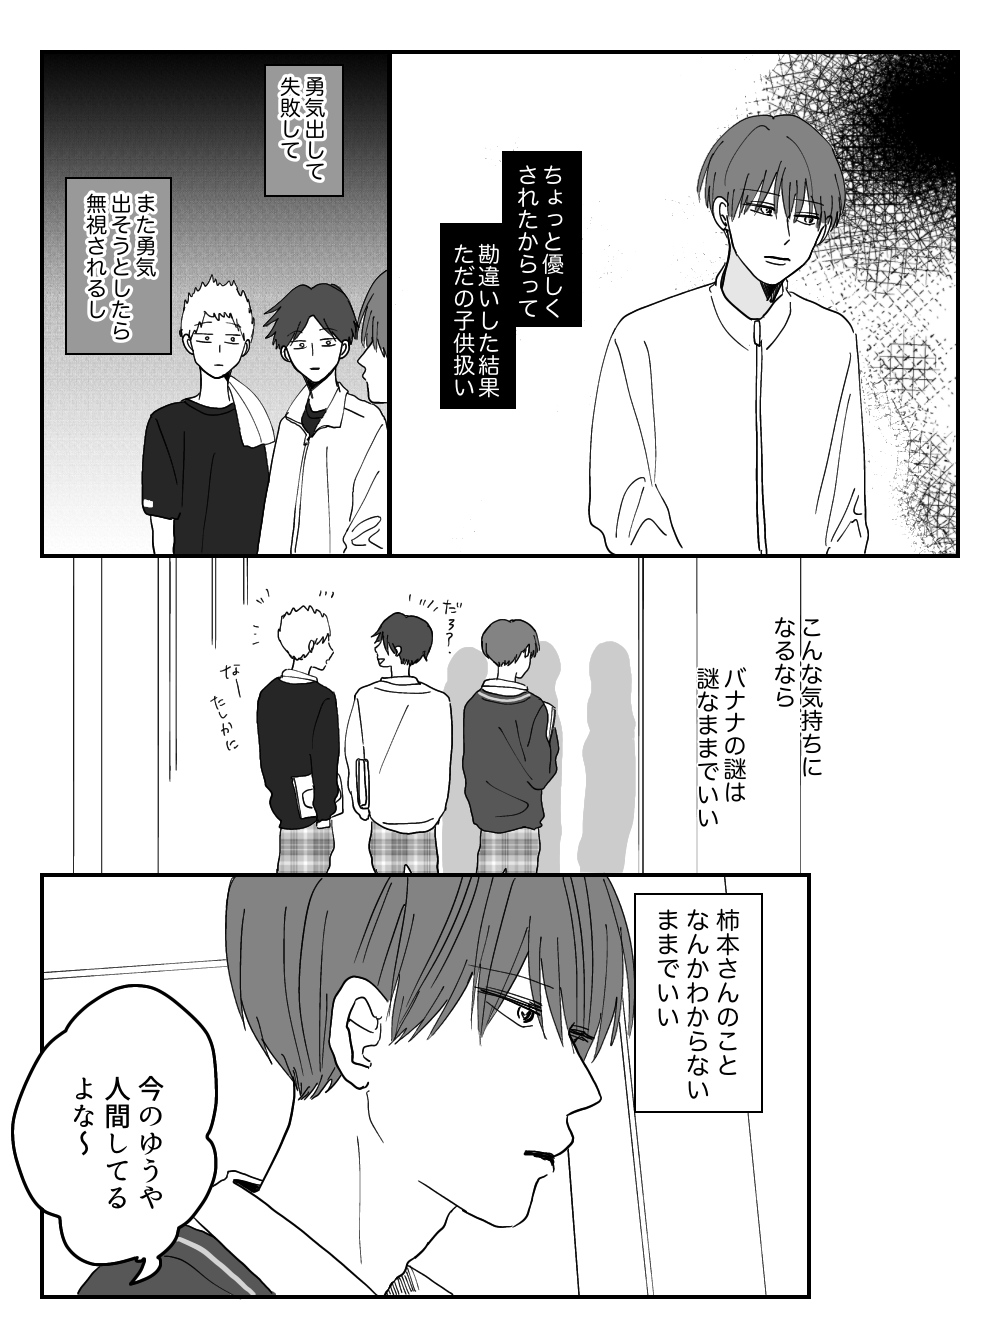 ちょっと優しく
されたからって
勘違いした結果
ただの子供扱い
勇気出して
失敗して
また勇気
出そうとしたら
無視されるし
こんな気持ちに
なるなら
バナナの謎は
謎なままでいい
だろ?
なー
たしかに
柿本さんのこと
なんかわからない
ままでいい
今のゆうや
人間してる
よな〜